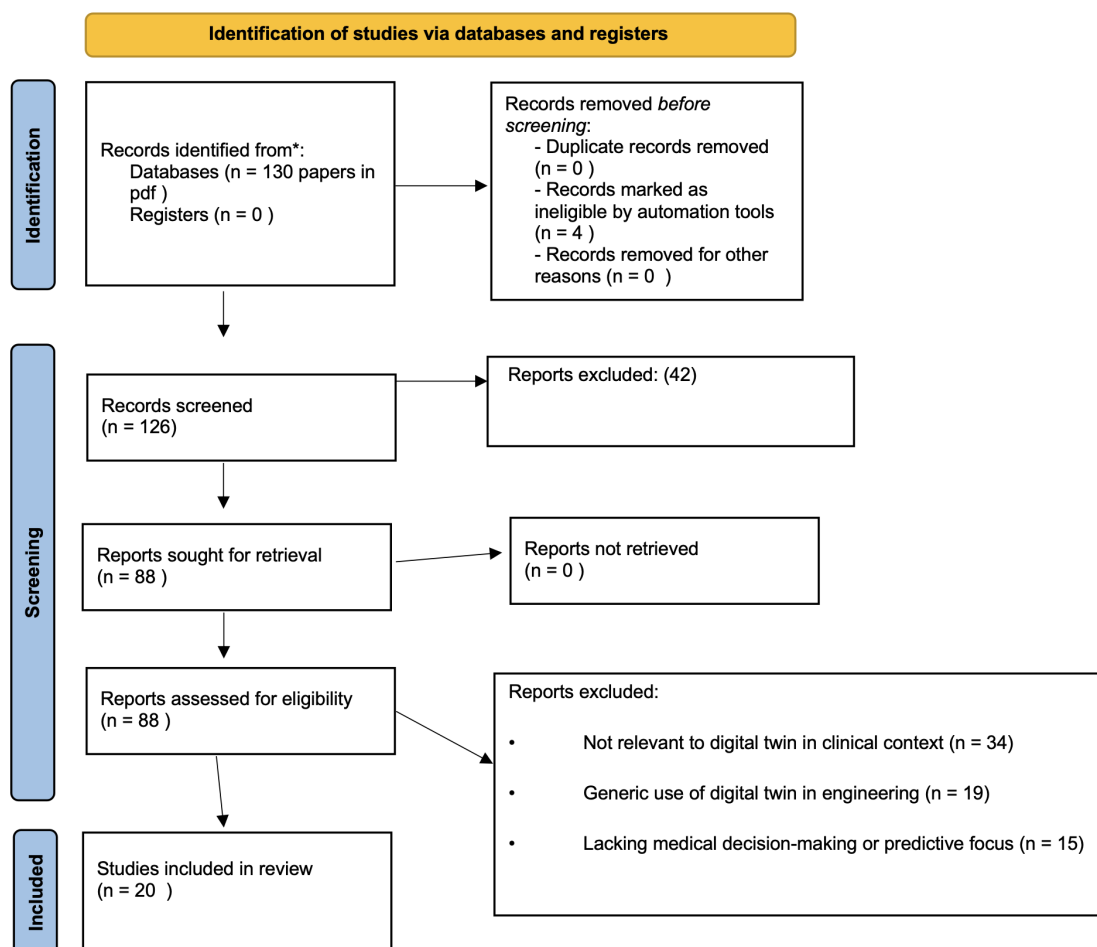 Identification of studies via databases and registers
Identification
Records identified from*:
Databases (n = 130 papers in
pdf )
Registers (n = 0 )
Records removed before
screening:
- Duplicate records removed
(n = 0 )
- Records marked as
ineligible by automation tools
(n = 4 )
- Records removed for other
reasons (n = 0  )
Screening
Records screened
(n = 126)
Reports excluded: (42)
Reports sought for retrieval
(n = 88 )
Reports not retrieved
(n = 0 )
Reports assessed for eligibility
(n = 88 )
Reports excluded:
• Not relevant to digital twin in clinical context (n = 34)
• Generic use of digital twin in engineering (n = 19)
• Lacking medical decision-making or predictive focus (n = 15)
Included
Studies included in review
(n = 20  )